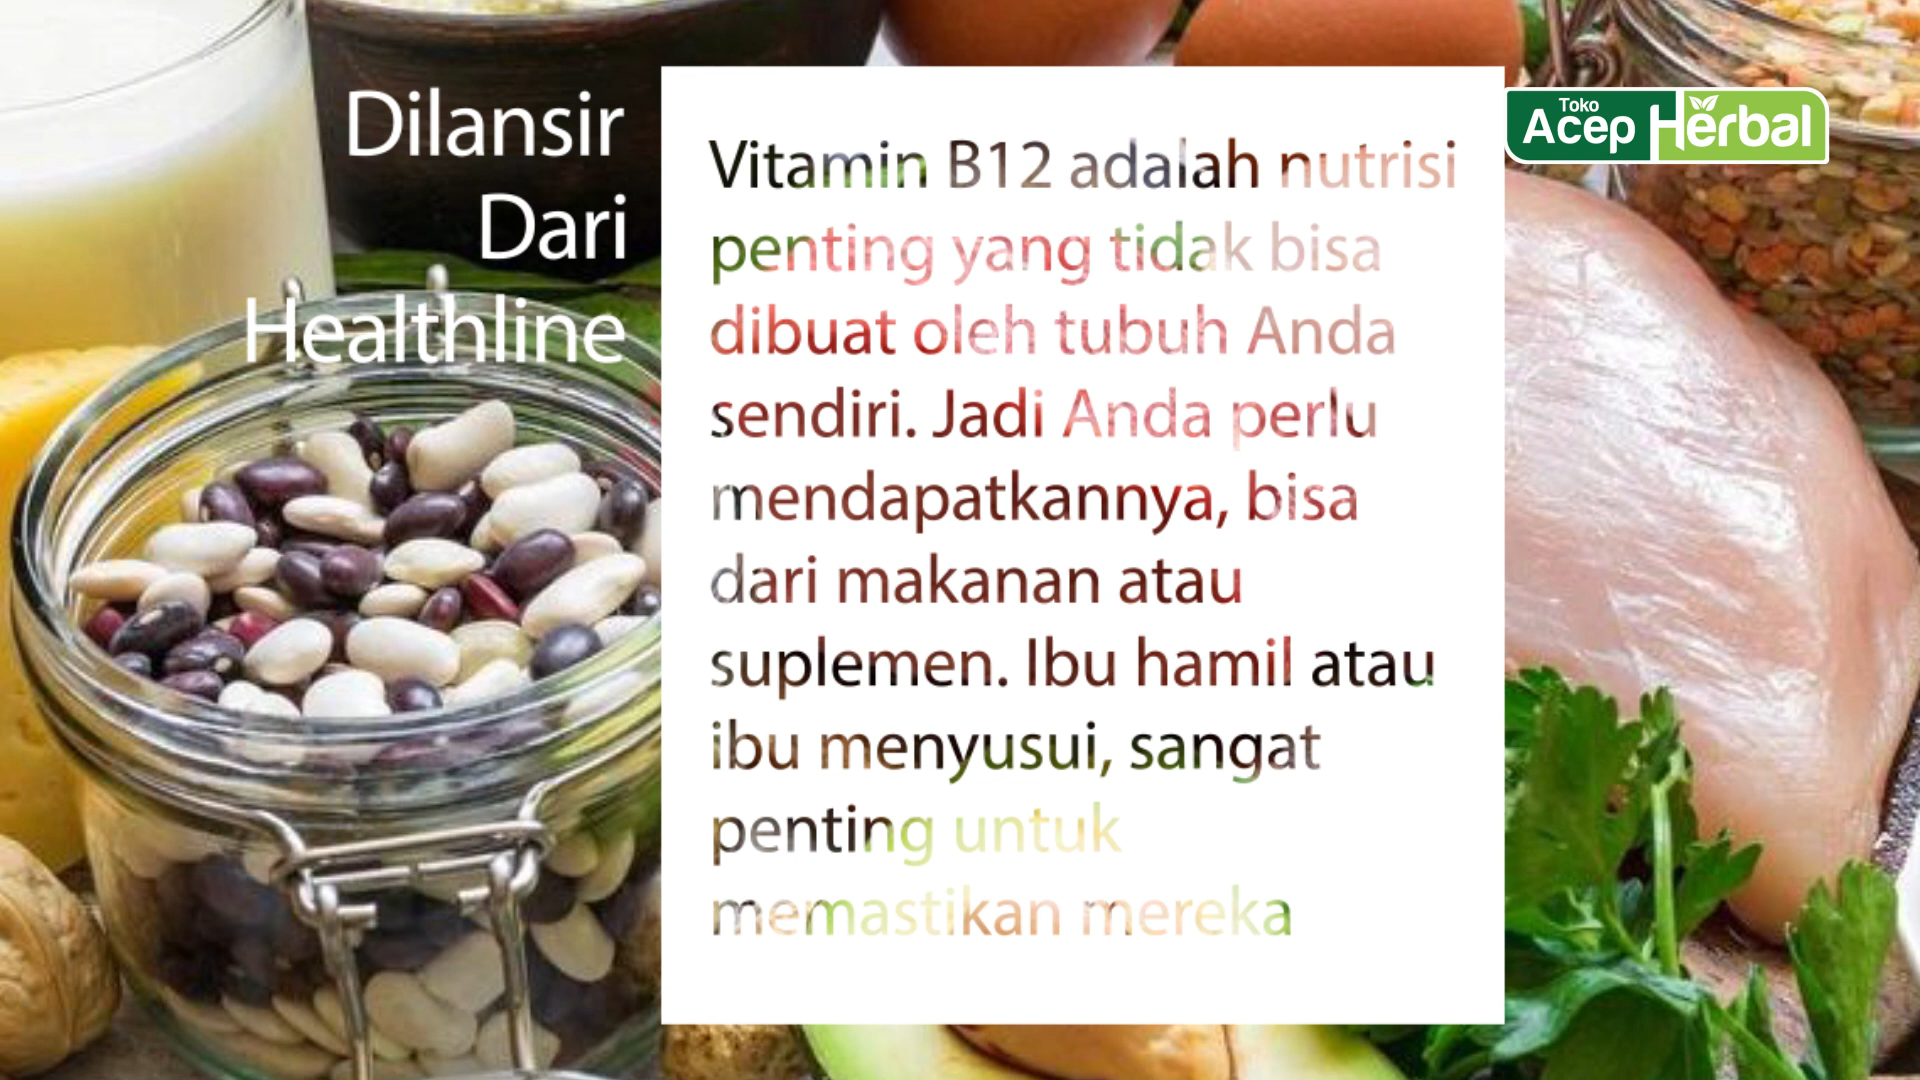 Dilansir
Dari
Healthline
Vitamin B12 adalah nutrisi
penting yang tidak bisa
dibuat oleh tubuh Anda
sendiri. Jadi Anda perlu
mendapatkannya, bisa
dari makanan atau
suplemen. Ibu hamil atau
ibu menyusui, sangat
penting untuk
memastikan mereka
Toko
Acep Herbal